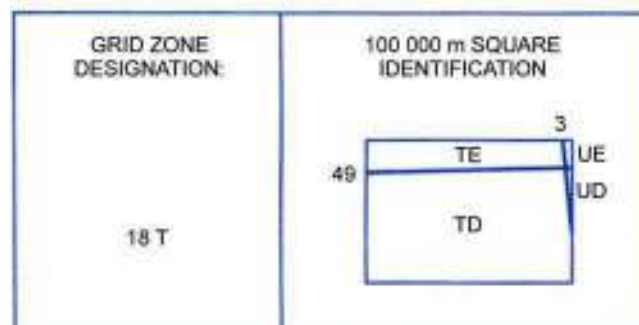 GRID ZONE
DESIGNATION:
18 T
100 000 m SQUARE
IDENTIFICATION
3
TE
UE
49
UD
TD